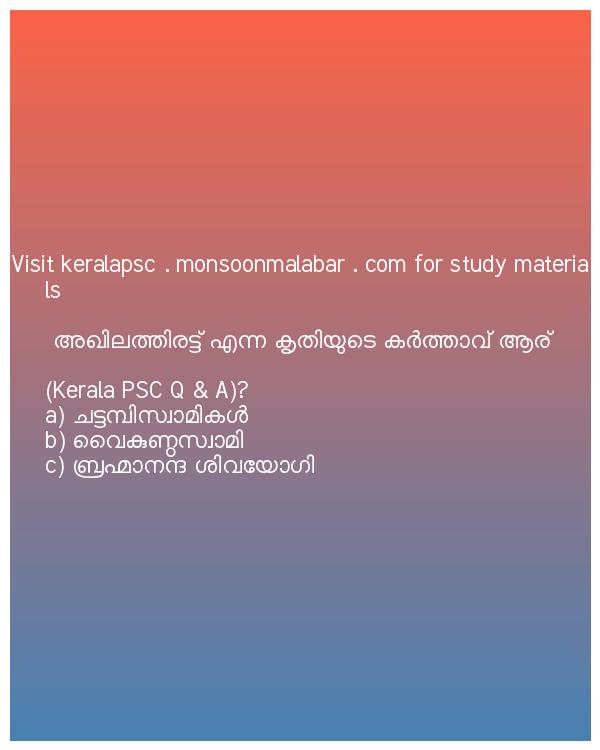 Visit keralapsc . monsoonmalabar . com for study materia
ls
അഖിലത്തിരട്ട് എന്ന കൃതിയുടെ കർത്താവ് ആര്
(Kerala PSC Q & A)?
a) ചട്ടമ്പിസ്വാമികൾ
b) വൈകുണ്ഠസ്വാമി
c) ബ്രഹ്മാനന്ദ ശിവയോഗി